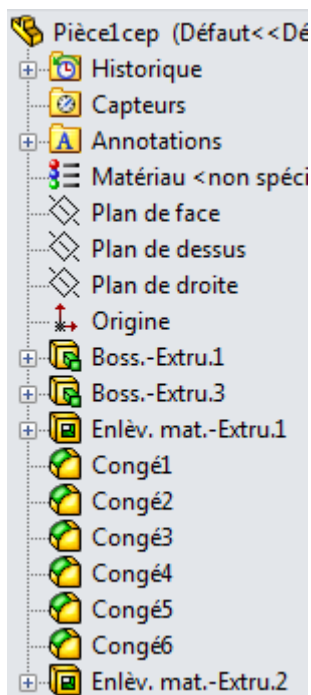 Pièce1cep (Défaut<<Dé
Historique
Capteurs
Annotations
Matériau <non spéci
Plan de face
Plan de dessus
Plan de droite
Origine
Boss.-Extru.1
Boss.-Extru.3
Enlèv. mat.-Extru.1
Congé1
Congé2
Congé3
Congé4
Congé5
Congé6
Enlèv. mat.-Extru.2